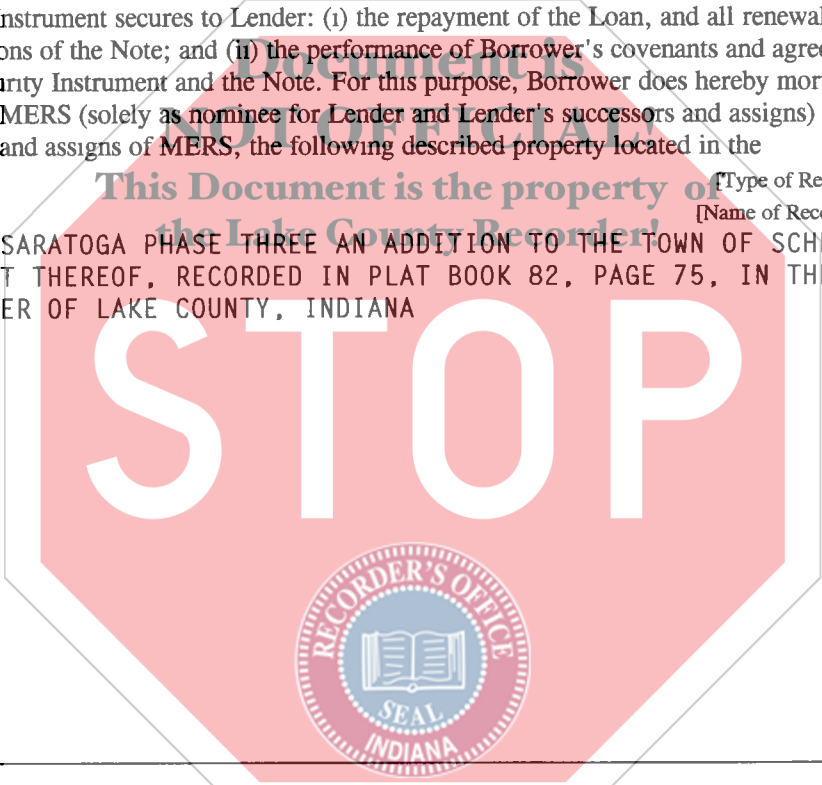 nstrument secures to Lender: (i) the repayment of the Loan, and all renewal
ons of the Note; and (ii) the performance of Borrower's covenants and agree
urity Instrument and the Note. For this purpose, Borrower does hereby mor
MERS (solely as nominee for Lender and Lender's successors and assigns)
and assigns of MERS, the following described property located in the
[Type of Re
[Name of Reco
SARATOGA PHASE THREE AN ADDITION TO THE TOWN OF SCHE
T THEREOF, RECORDED IN PLAT BOOK 82, PAGE 75, IN THE
ER OF LAKE COUNTY, INDIANA
Document is
NOT OFFICIAL!
This Document is the property of
the Lake County Recorder!
STOP
RECORDER'S OFFICE
SEAL
INDIANA